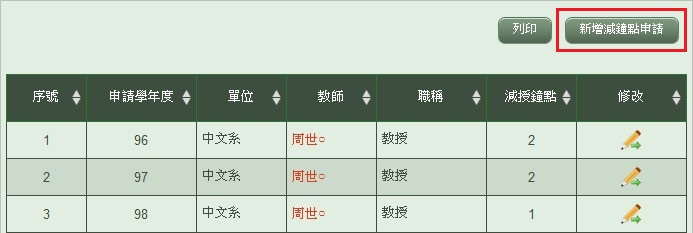 列印 新增減鐘點申請
序號 申請學年度 單位 教師 職稱 減授鐘點 修改
1 96 中文系 周世○ 教授 2
2 97 中文系 周世○ 教授 2
3 98 中文系 周世○ 教授 1